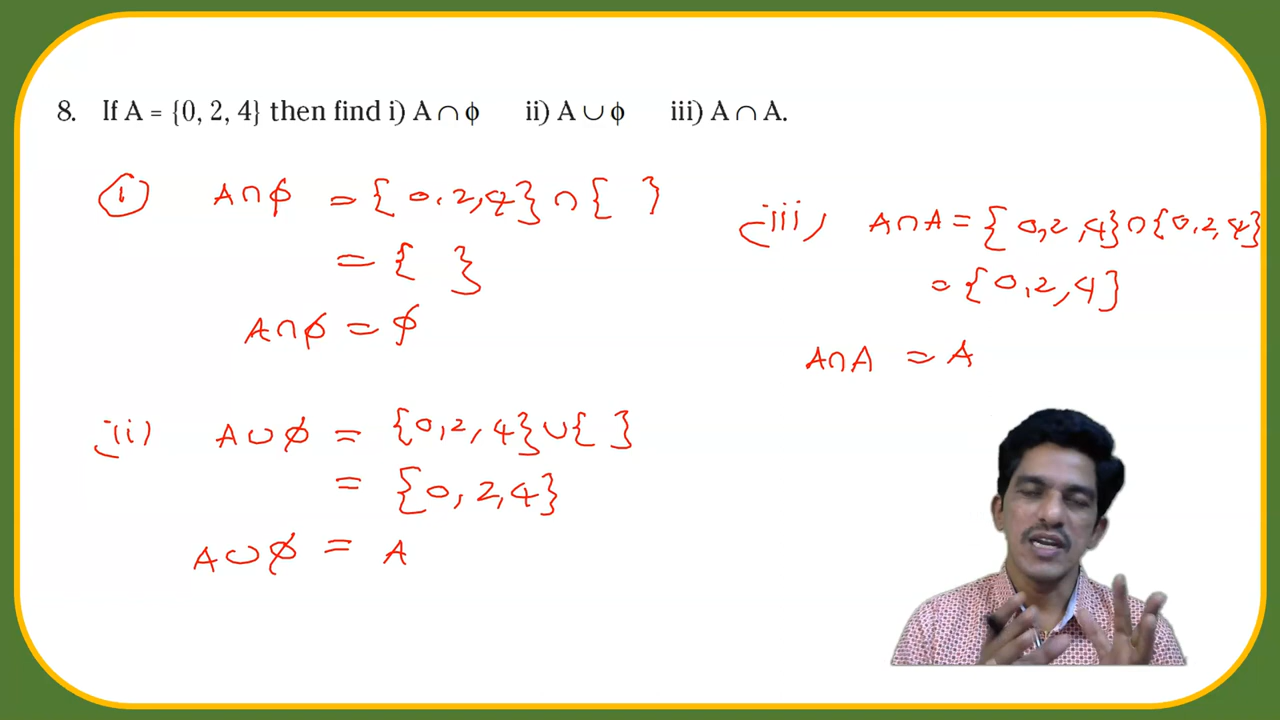 8. If A = {0, 2, 4} then find i) A ∩ ϕ ii) A ∪ ϕ iii) A ∩ A.
i A∩ϕ = {0,2,4} ∩ { }
= { }
A∩ϕ = ϕ
(ii) A∪ϕ = {0,2,4}∪{ }
= {0,2,4}
A∪ϕ = A
(iii) A∩A = {0,2,4}∩{0,2,4}
= {0,2,4}
A∩A = A